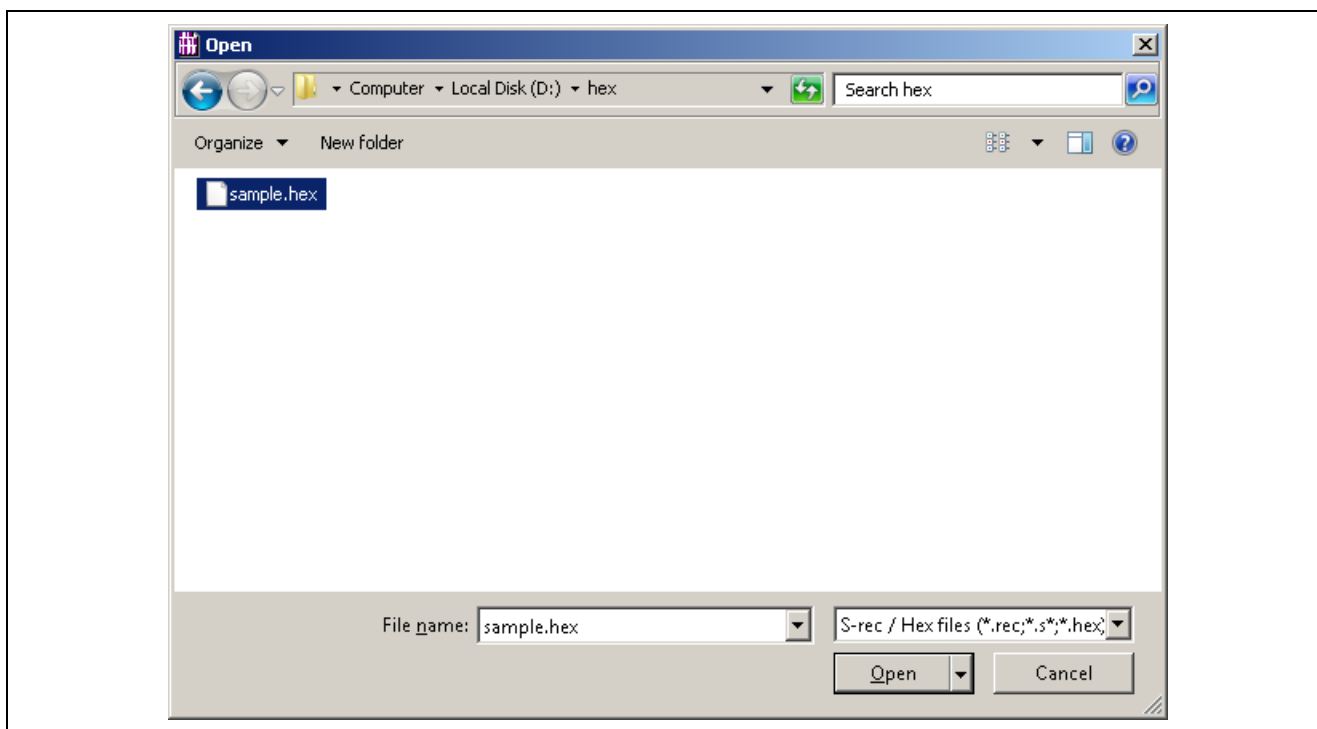 Open
Computer Local Disk (D:) hex
Search hex
Organize New folder
sample.hex
File name: sample.hex
S-rec / Hex files (*.rec;*.s*;*.hex;
Open Cancel